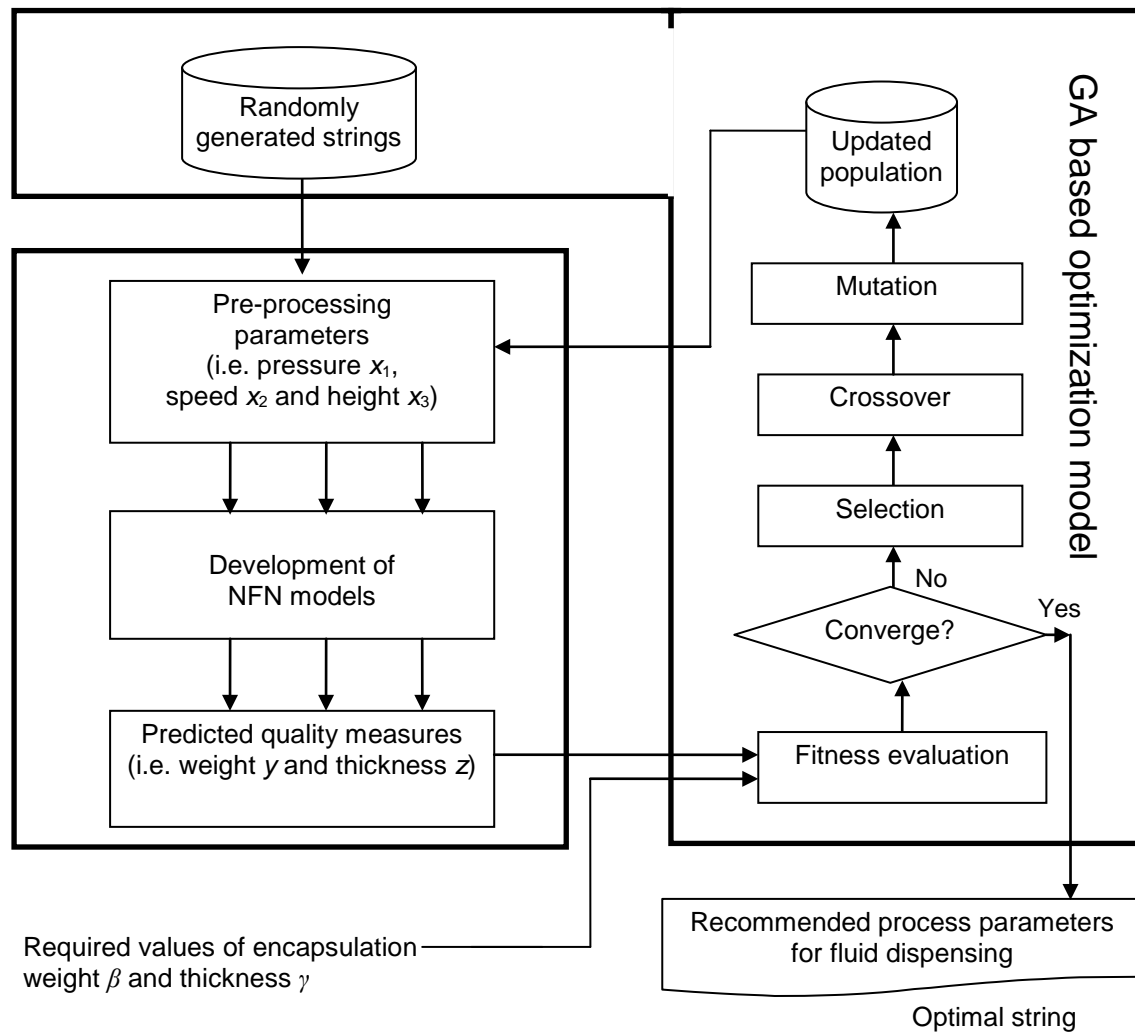 Randomly
generated strings
Pre-processing
parameters
(i.e. pressure x₁,
speed x₂ and height x₃)
Development of
NFN models
Predicted quality measures
(i.e. weight y and thickness z)
Required values of encapsulation
weight β and thickness γ
GA based optimization model
Updated
population
Mutation
Crossover
Selection
No
Yes
Converge?
Fitness evaluation
Recommended process parameters
for fluid dispensing
Optimal string